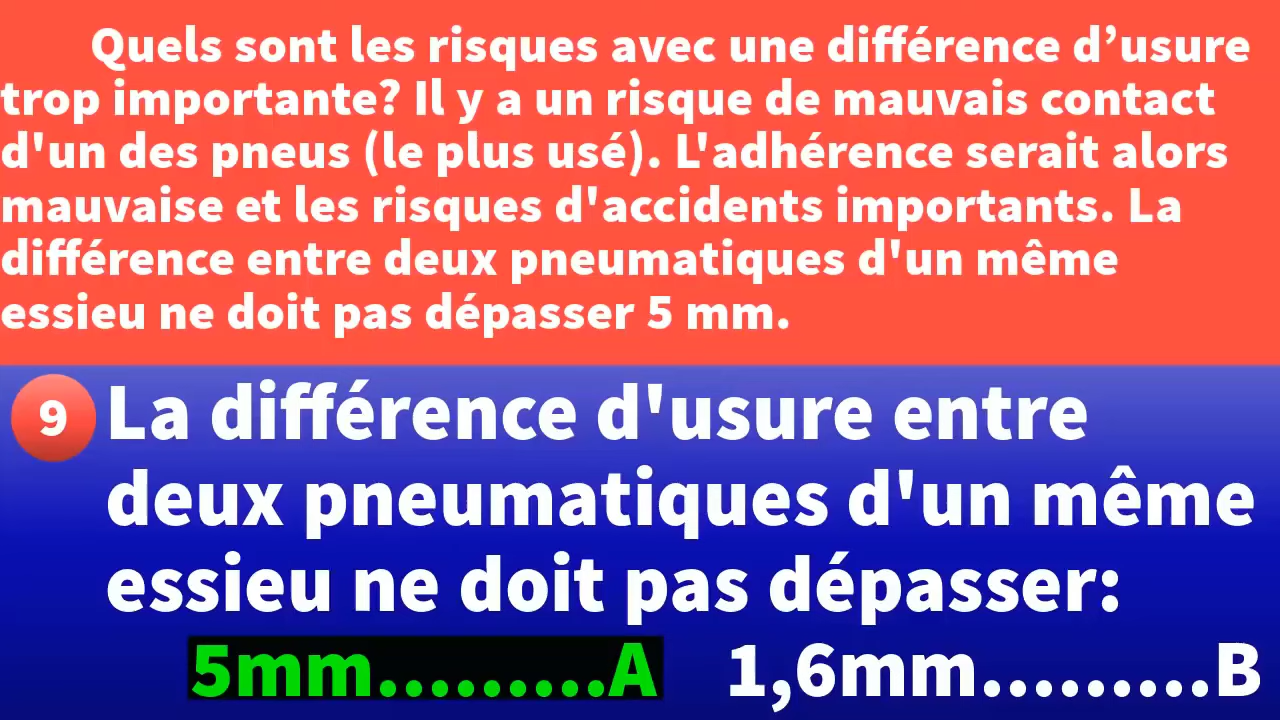 Quels sont les risques avec une différence d’usure
trop importante? Il y a un risque de mauvais contact
d'un des pneus (le plus usé). L'adhérence serait alors
mauvaise et les risques d'accidents importants. La
différence entre deux pneumatiques d'un même
essieu ne doit pas dépasser 5 mm.
9 La différence d'usure entre
deux pneumatiques d'un même
essieu ne doit pas dépasser:
5mm.........A 1,6mm.........B